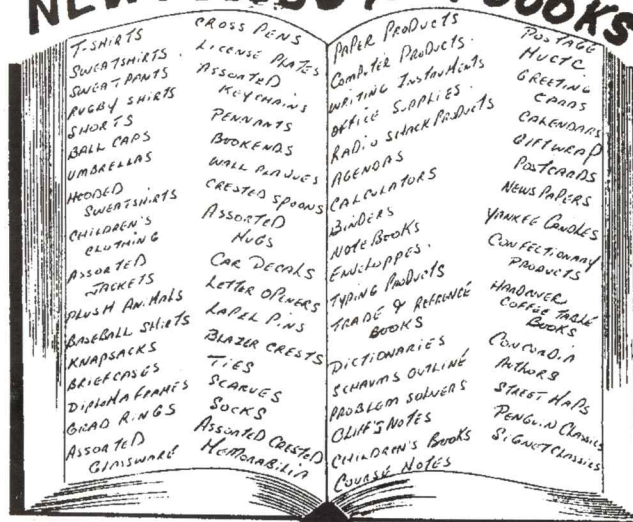 T-SHIRTS
SWEATSHIRTS.
SWEATPANTS
RUGBY SHIRTS
SHORTS
BALL CAPS
UMBRELLAS
HOODED
SWEATSHIRTS
CHILDREN'S
CLOTHING
ASSORTED
JACKETS
PLUSH ANIMALS
BASEBALL SHIRTS
KNAPSACKS
BRIEFCASES
DIPLOMA FRAMES
GRAD RINGS
ASSORTED
GLASSWARE
CROSS PENS
LICENSE PLATES
ASSORTED
KEYCHAINS
PENNANTS
BOOKENDS
WALL PLAQUES
CRESTED SPOONS
ASSORTED
MUGS
CAR DECALS
LETTER OPENERS
LAPEL PINS
BLAZER CRESTS
TIES
SCARVES
SOCKS
ASSORTED CRESTED
MEMORABILIA
PAPER PRODUCTS
COMPUTER PRODUCTS.
WRITING INSTRUMENTS
OFFICE SUPPLIES.
RADIO SHACK PRODUCTS
AGENDAS
CALCULATORS
BINDERS
NOTEBOOKS
ENVELOPPES.
TYPING PRODUCTS
TRADE & REFERENCE
BOOKS
DICTIONARIES
SCHAUMS OUTLINE
PROBLEM SOLVERS
CLIFF'S NOTES
CHILDREN'S BOOKS
COURSE NOTES
POSTAGE
MUCTC
GREETING
CARDS
CALENDARS
GIFTWRAP
POSTCARDS
NEWSPAPERS
YANKEE CANDLES
CONFECTIONARY
PRODUCTS
HARDCOVER
COFFEE TABLE
BOOKS
CONCORDIA
AUTHORS
STREET MAPS
PENGUIN CLASSICS
SIGNET CLASSICS